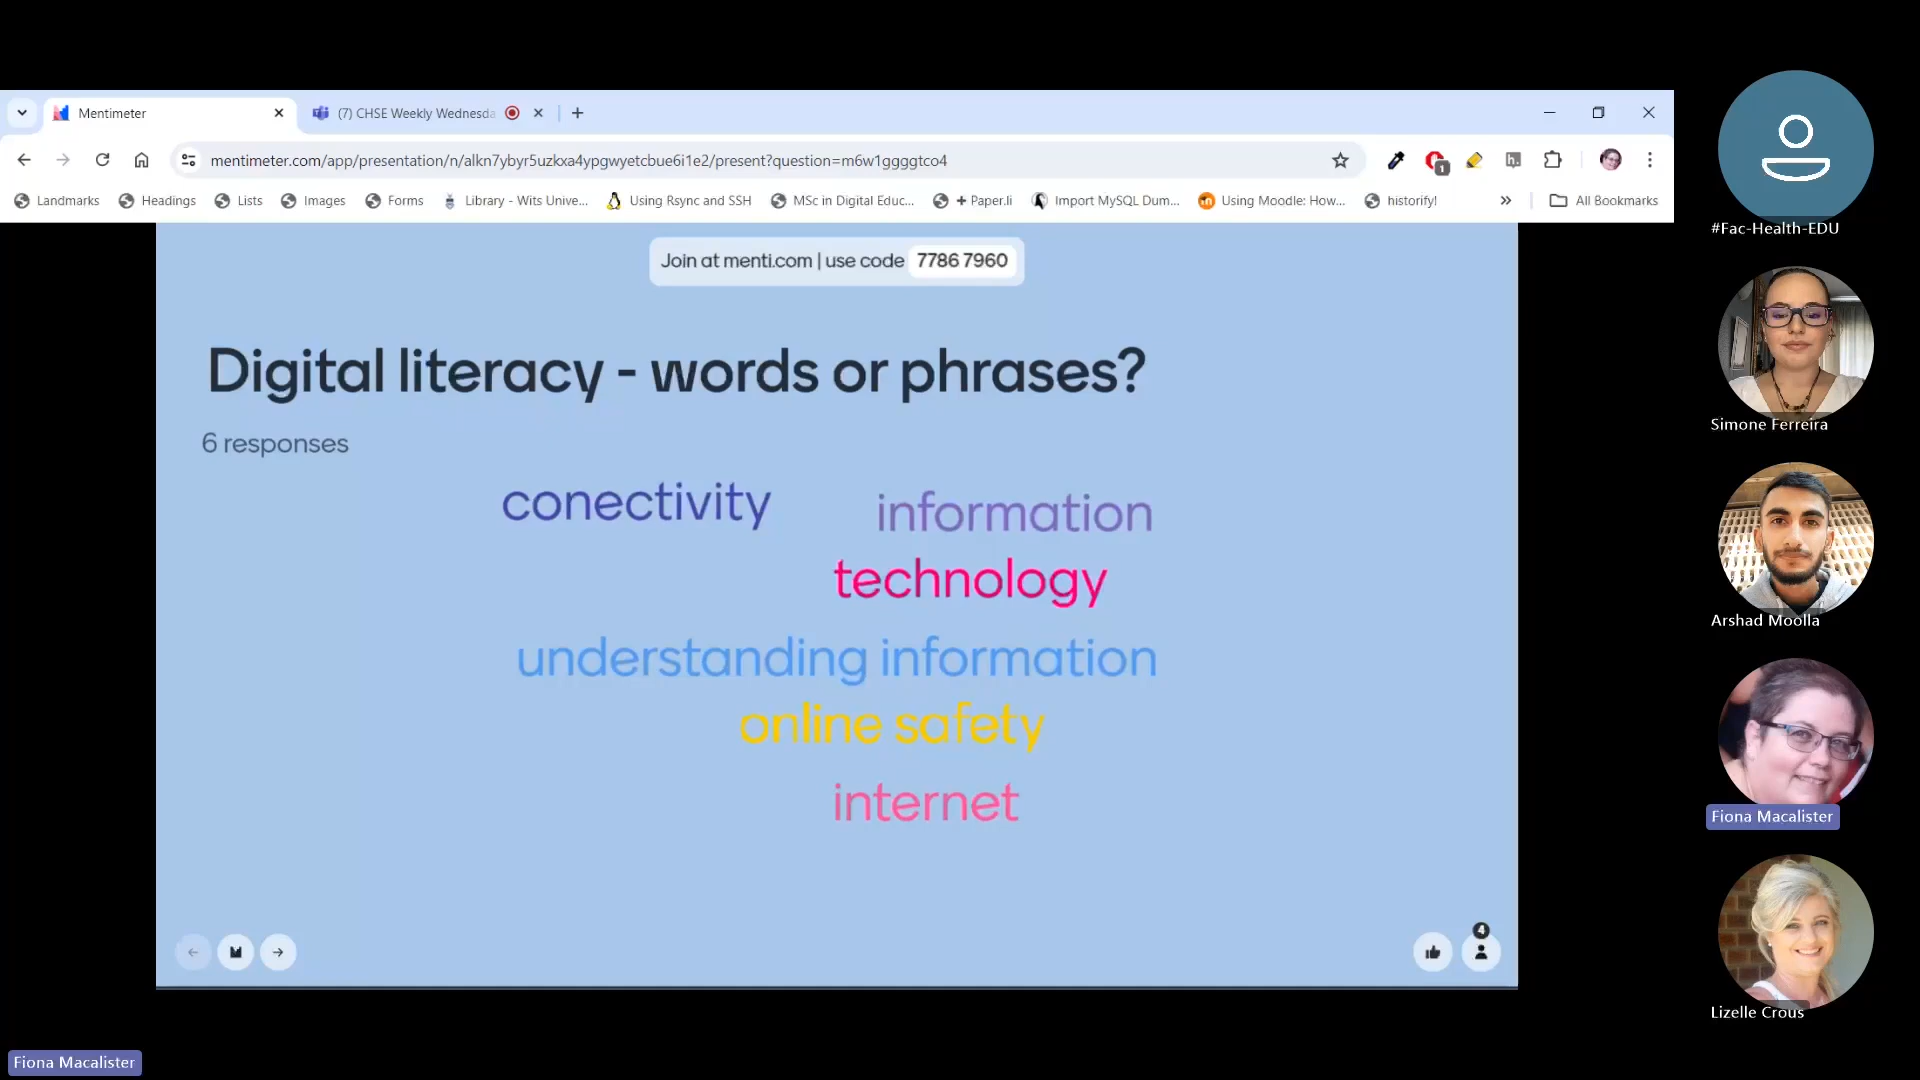 Mentimeter
(7) CHSE Weekly Wednesda
mentimeter.com/app/presentation/n/alkn7ybyr5uzkxa4ypgwyetcbue6i1e2/present?question=m6w1ggggtco4
1
h.
Landmarks Headings Lists Images Forms Library - Wits Unive... Using Rsync and SSH MSc in Digital Educ... + Paper.li Import MySQL Dum... Using Moodle: How... historify! » All Bookmarks
Join at menti.com | use code 7786 7960
Digital literacy - words or phrases?
6 responses
conectivity
information
technology
understanding information
online safety
internet
4
#Fac-Health-EDU
Simone Ferreira
Arshad Moolla
Fiona Macalister
Lizelle Crous
Fiona Macalister